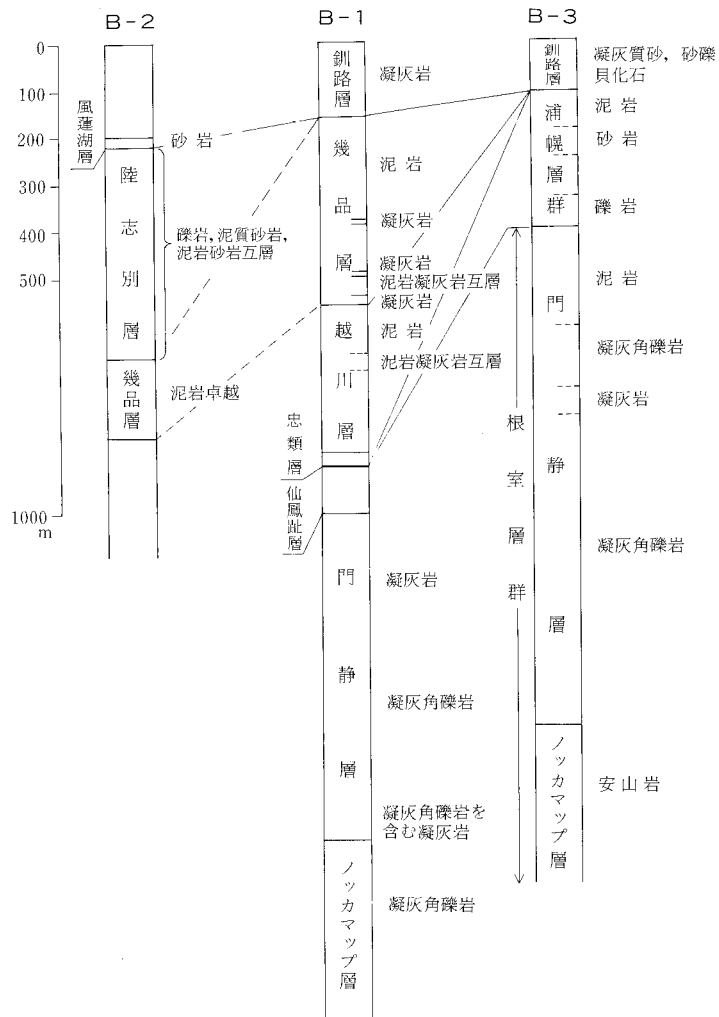 B-2
B-1
B-3
0
100
200
300
400
500
1000
m
風蓮湖層
砂岩
陸志別層
礫岩, 泥質砂岩,
泥岩砂岩互層
幾品層
泥岩卓越
釧路層
凝灰岩
幾品層
泥岩
凝灰岩
凝灰岩
泥岩凝灰岩互層
凝灰岩
越川層
泥岩
泥岩凝灰岩互層
忠類層
仙鳳趾層
門静層
凝灰岩
凝灰角礫岩
凝灰角礫岩を
含む凝灰岩
ノッカマップ層
凝灰角礫岩
釧路層
凝灰質砂, 砂礫
貝化石
浦幌層群
泥岩
砂岩
礫岩
根室層群
門静層
泥岩
凝灰角礫岩
凝灰岩
凝灰角礫岩
ノッカマップ層
安山岩